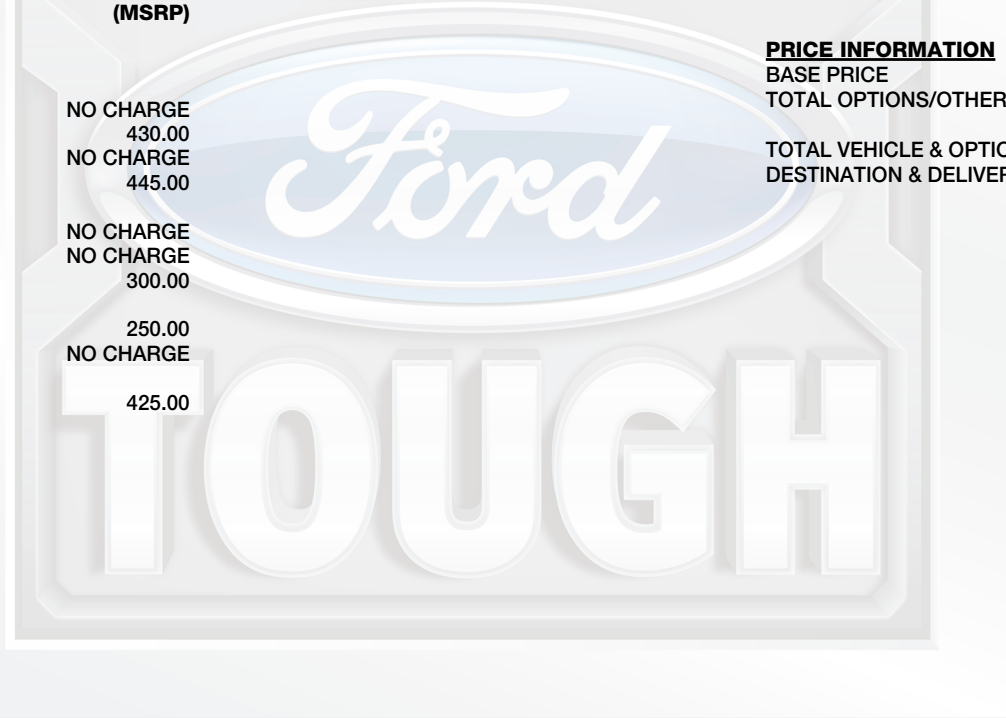 (MSRP)
NO CHARGE
430.00
NO CHARGE
445.00
NO CHARGE
NO CHARGE
300.00
250.00
NO CHARGE
425.00
PRICE INFORMATION
BASE PRICE
TOTAL OPTIONS/OTHER
TOTAL VEHICLE & OPTIO
DESTINATION & DELIVER
Ford
TOUGH